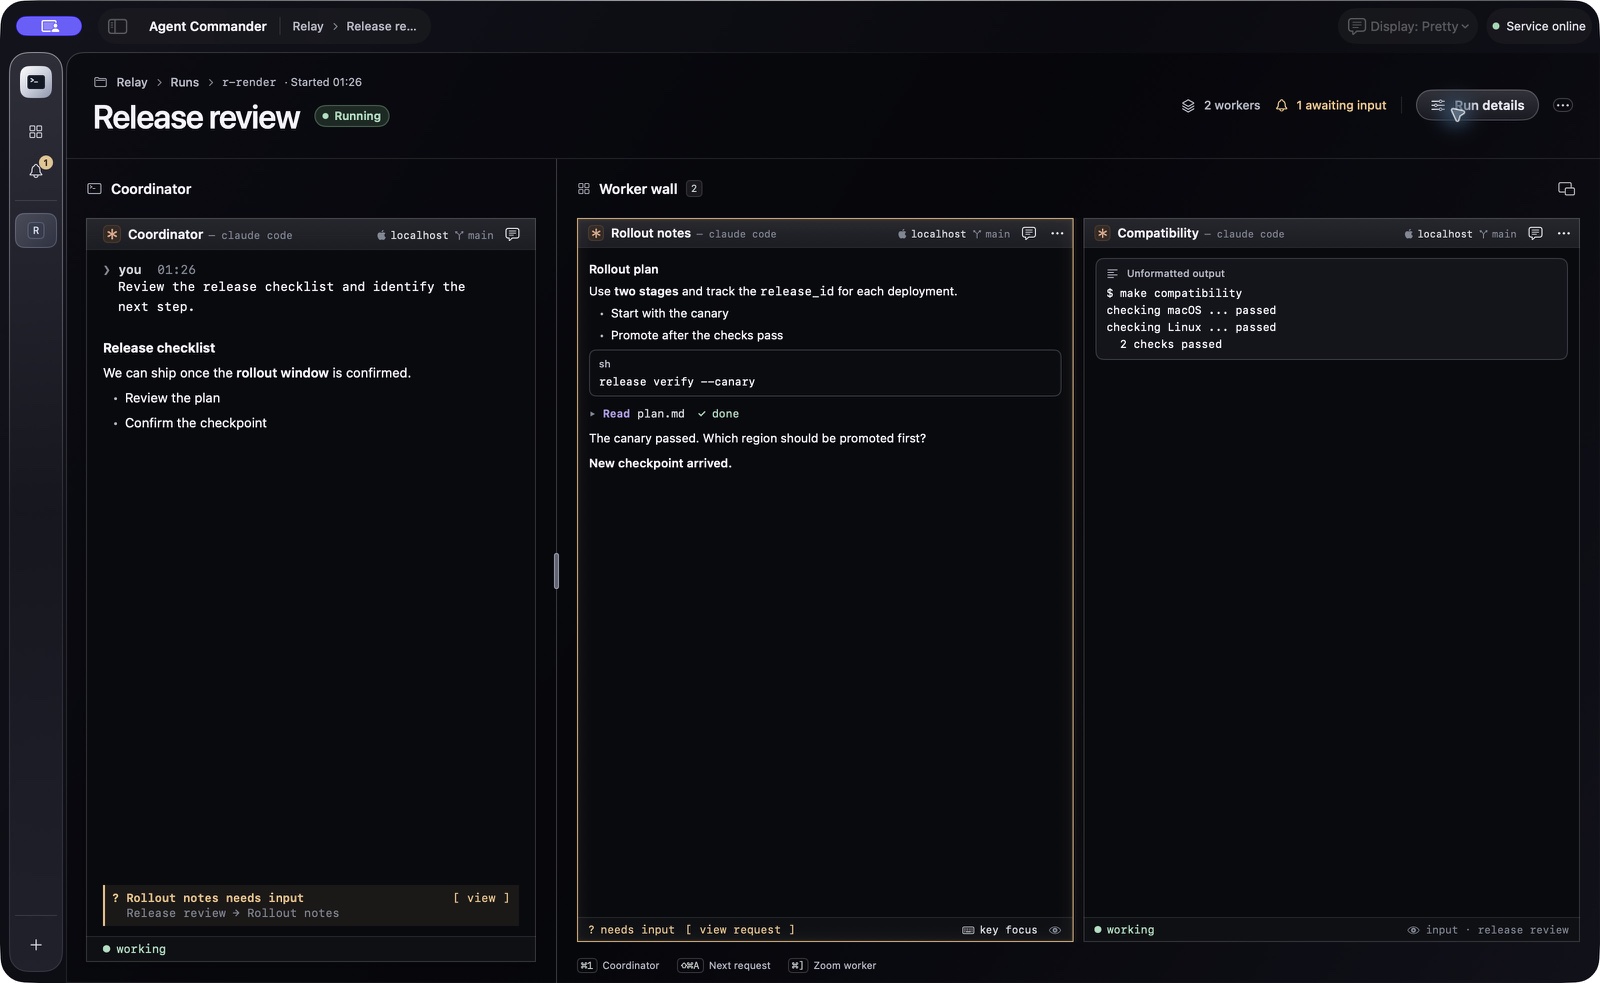 Agent Commander
Relay > Release re...
Display: Pretty
Service online
Relay > Runs > r-render · Started 01:26
Release review
Running
2 workers
1 awaiting input
Run details
1
R
Coordinator
Coordinator — claude code
localhost main
❯ you 01:26
Review the release checklist and identify the
next step.
Release checklist
We can ship once the rollout window is confirmed.
• Review the plan
• Confirm the checkpoint
? Rollout notes needs input [ view ]
Release review → Rollout notes
working
Worker wall 2
Rollout notes — claude code
localhost main
Rollout plan
Use two stages and track the release_id for each deployment.
• Start with the canary
• Promote after the checks pass
sh
release verify --canary
▸ Read plan.md ✓ done
The canary passed. Which region should be promoted first?
New checkpoint arrived.
? needs input [ view request ]
key focus
Compatibility — claude code
localhost main
Unformatted output
$ make compatibility
checking macOS ... passed
checking Linux ... passed
2 checks passed
working
input · release review
⌘1 Coordinator
⇧⌘A Next request
⌘] Zoom worker